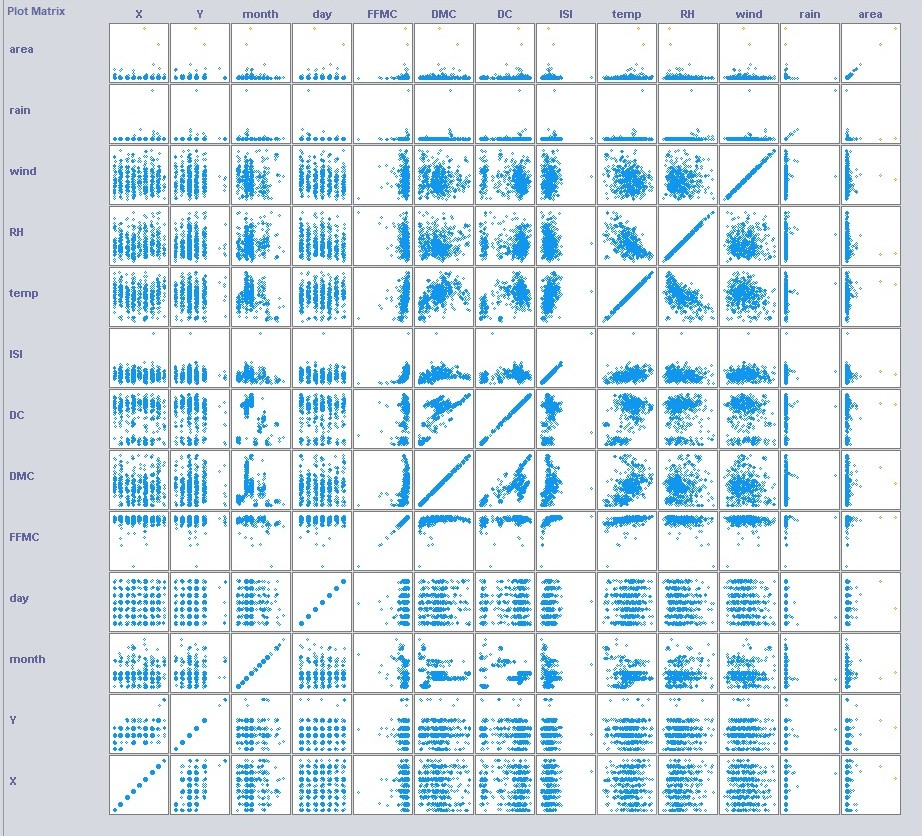 Plot Matrix
X Y month day FFMC DMC DC ISI temp RH wind rain area
area
rain
wind
RH
temp
ISI
DC
DMC
FFMC
day
month
Y
X